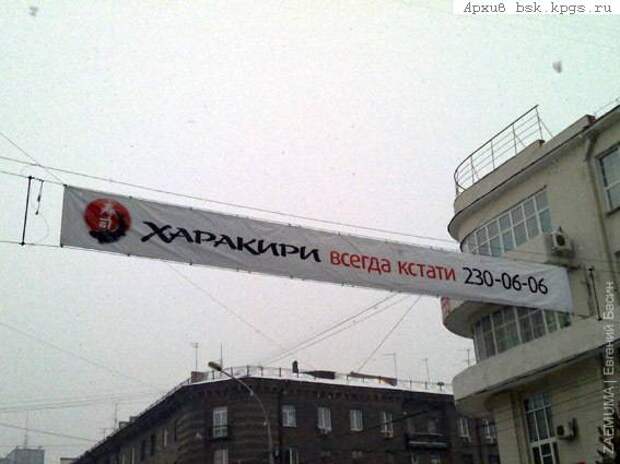 Архив bsk.kpgs.ru
ХАРАКИРИ всегда кстати 230-06-06
ZAEMUMA | Евгений Басин